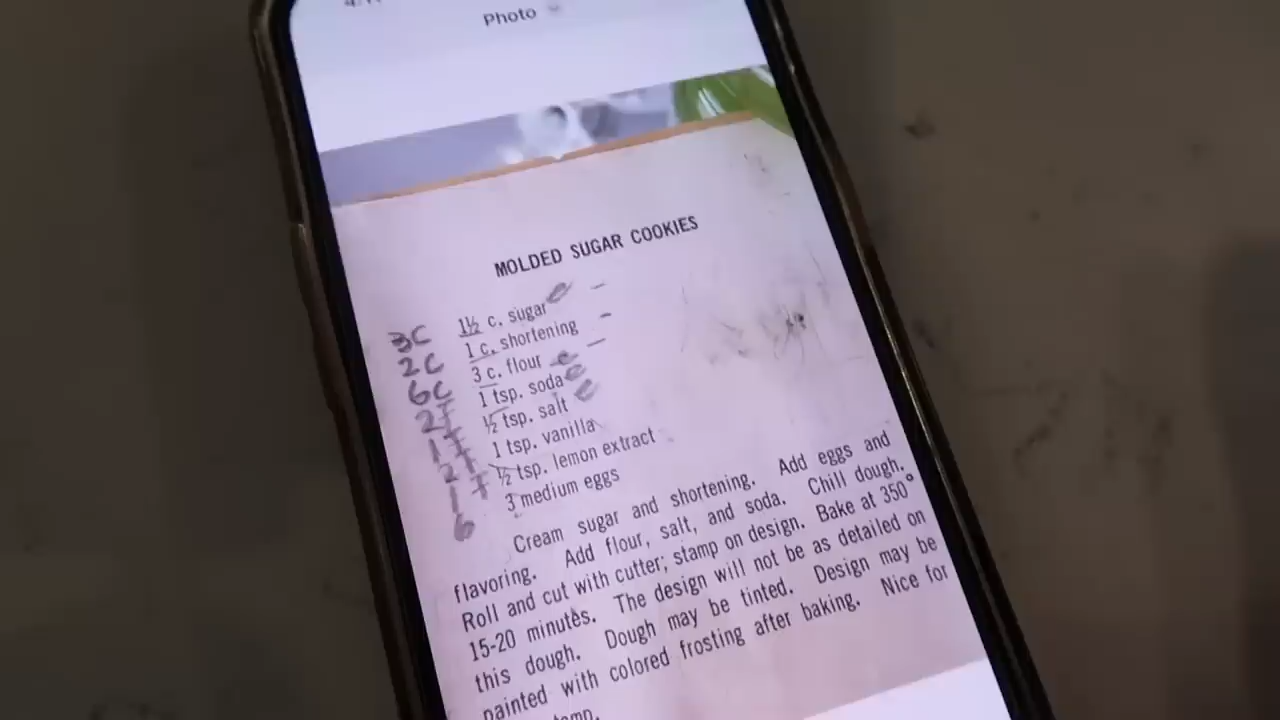 Photo
MOLDED SUGAR COOKIES
3C 1½ c. sugar
2C 1 c. shortening
6C 3 c. flour
2T 1 tsp. soda
1T ½ tsp. salt
2T 1 tsp. vanilla
1T ½ tsp. lemon extract
6 3 medium eggs
Cream sugar and shortening. Add eggs and
flavoring. Add flour, salt, and soda. Chill dough.
Roll and cut with cutter; stamp on design. Bake at 350°
15-20 minutes. The design will not be as detailed on
this dough. Dough may be tinted. Design may be
painted with colored frosting after baking. Nice for